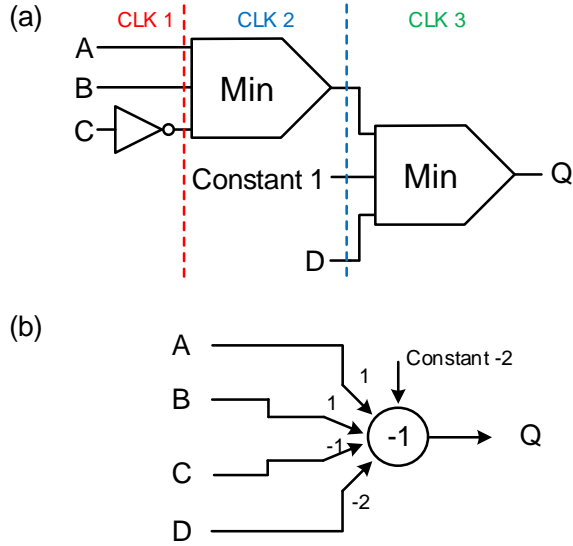 (a)
CLK 1 CLK 2 CLK 3
A
B
C
Min
Constant 1
Min
Q
D
(b)
A
1
Constant -2
B
1
-1
Q
C
-1
D
-2